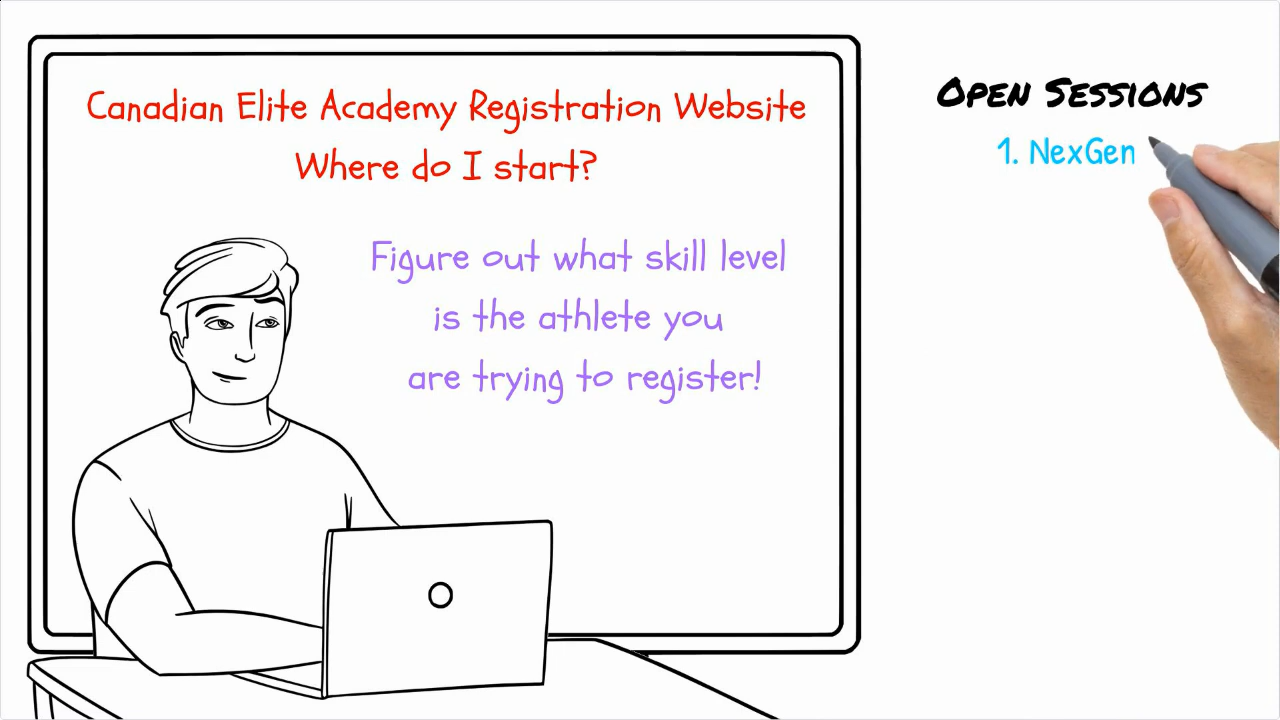 Canadian Elite Academy Registration Website
Where do I start?
Figure out what skill level
is the athlete you
are trying to register!
Open Sessions
1. NexGen